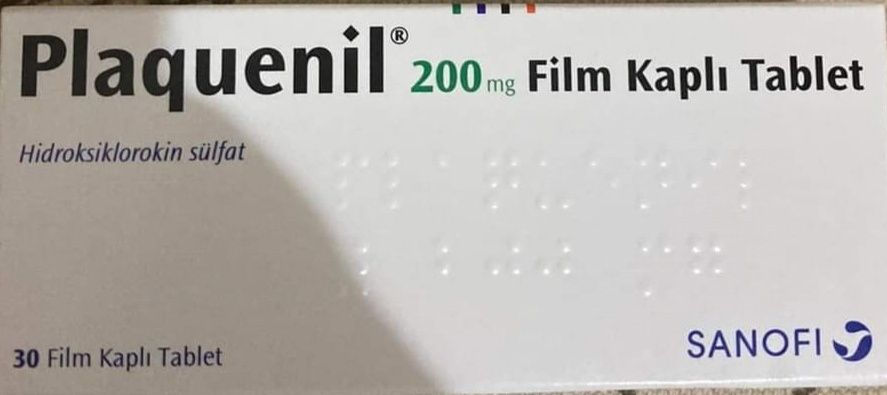 Plaquenil® 200 mg Film Kaplı Tablet
Hidroksiklorokin sülfat
30 Film Kaplı Tablet
SANOFI